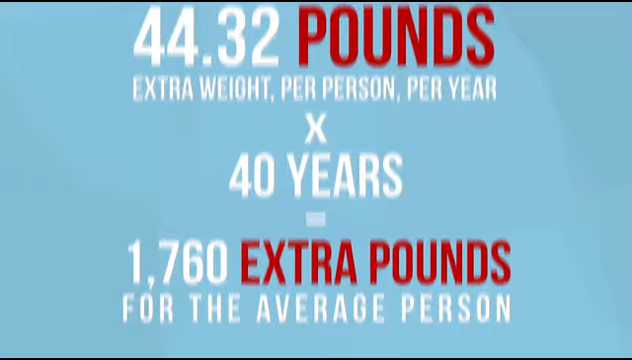 44.32 POUNDS
EXTRA WEIGHT, PER PERSON, PER YEAR
X
40 YEARS
=
1,760 EXTRA POUNDS
FOR THE AVERAGE PERSON